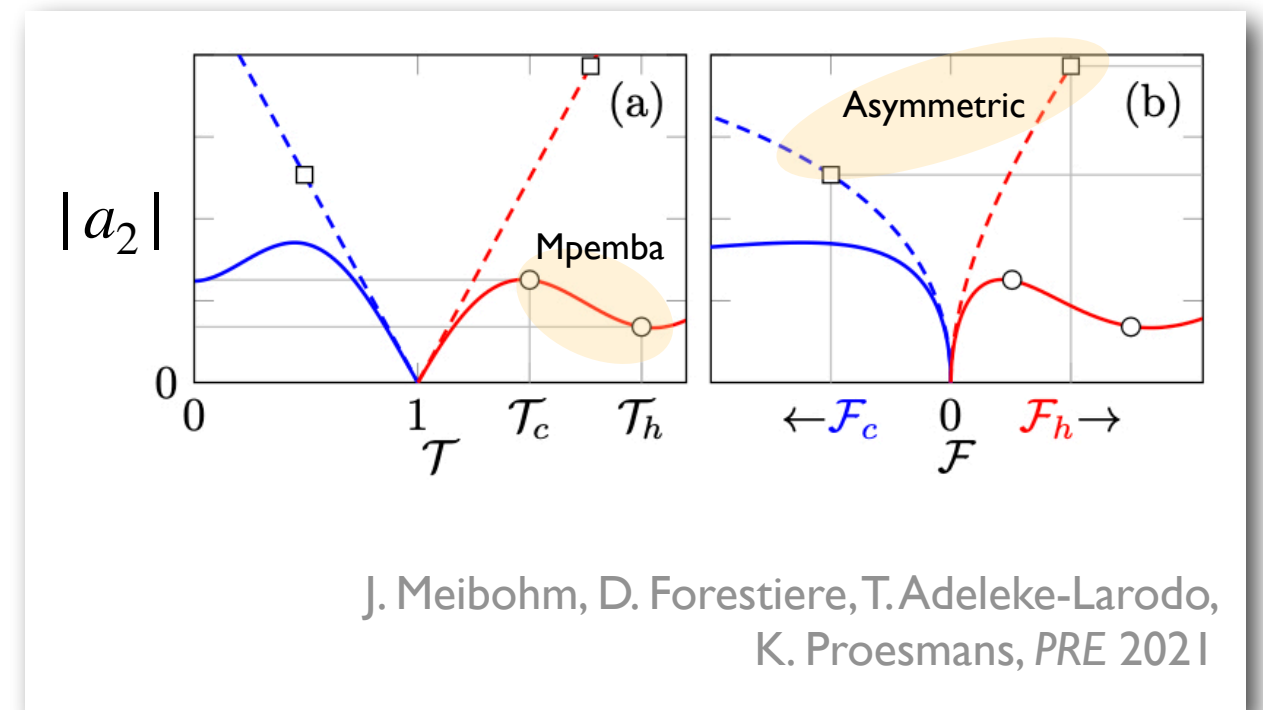 Asymmetric
(a)
(b)
|a₂|
Mpemba
0
0 1 𝒯c 𝒯h
𝒯
←ℱc 0 ℱh→
ℱ
J. Meibohm, D. Forestiere, T. Adeleke-Larodo,
K. Proesmans, PRE 2021